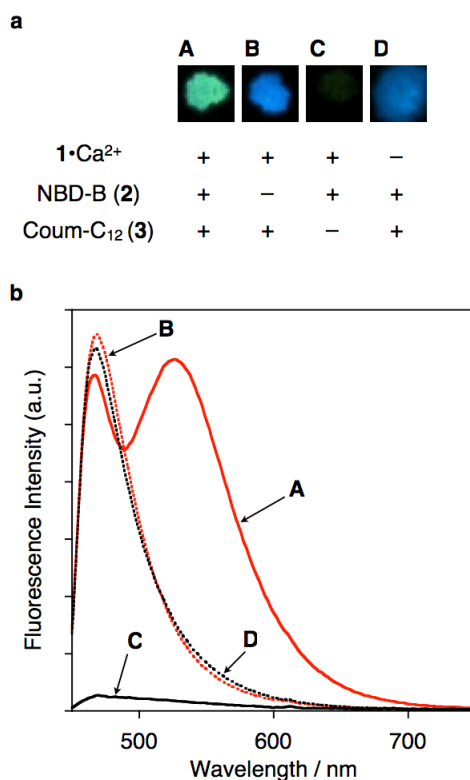 a
A B C D
1•Ca²⁺ + + + −
NBD-B (2) + − + +
Coum-C₁₂ (3) + + − +
b
B
A
C
D
Fluorescence Intensity (a.u.)
500 600 700
Wavelength / nm